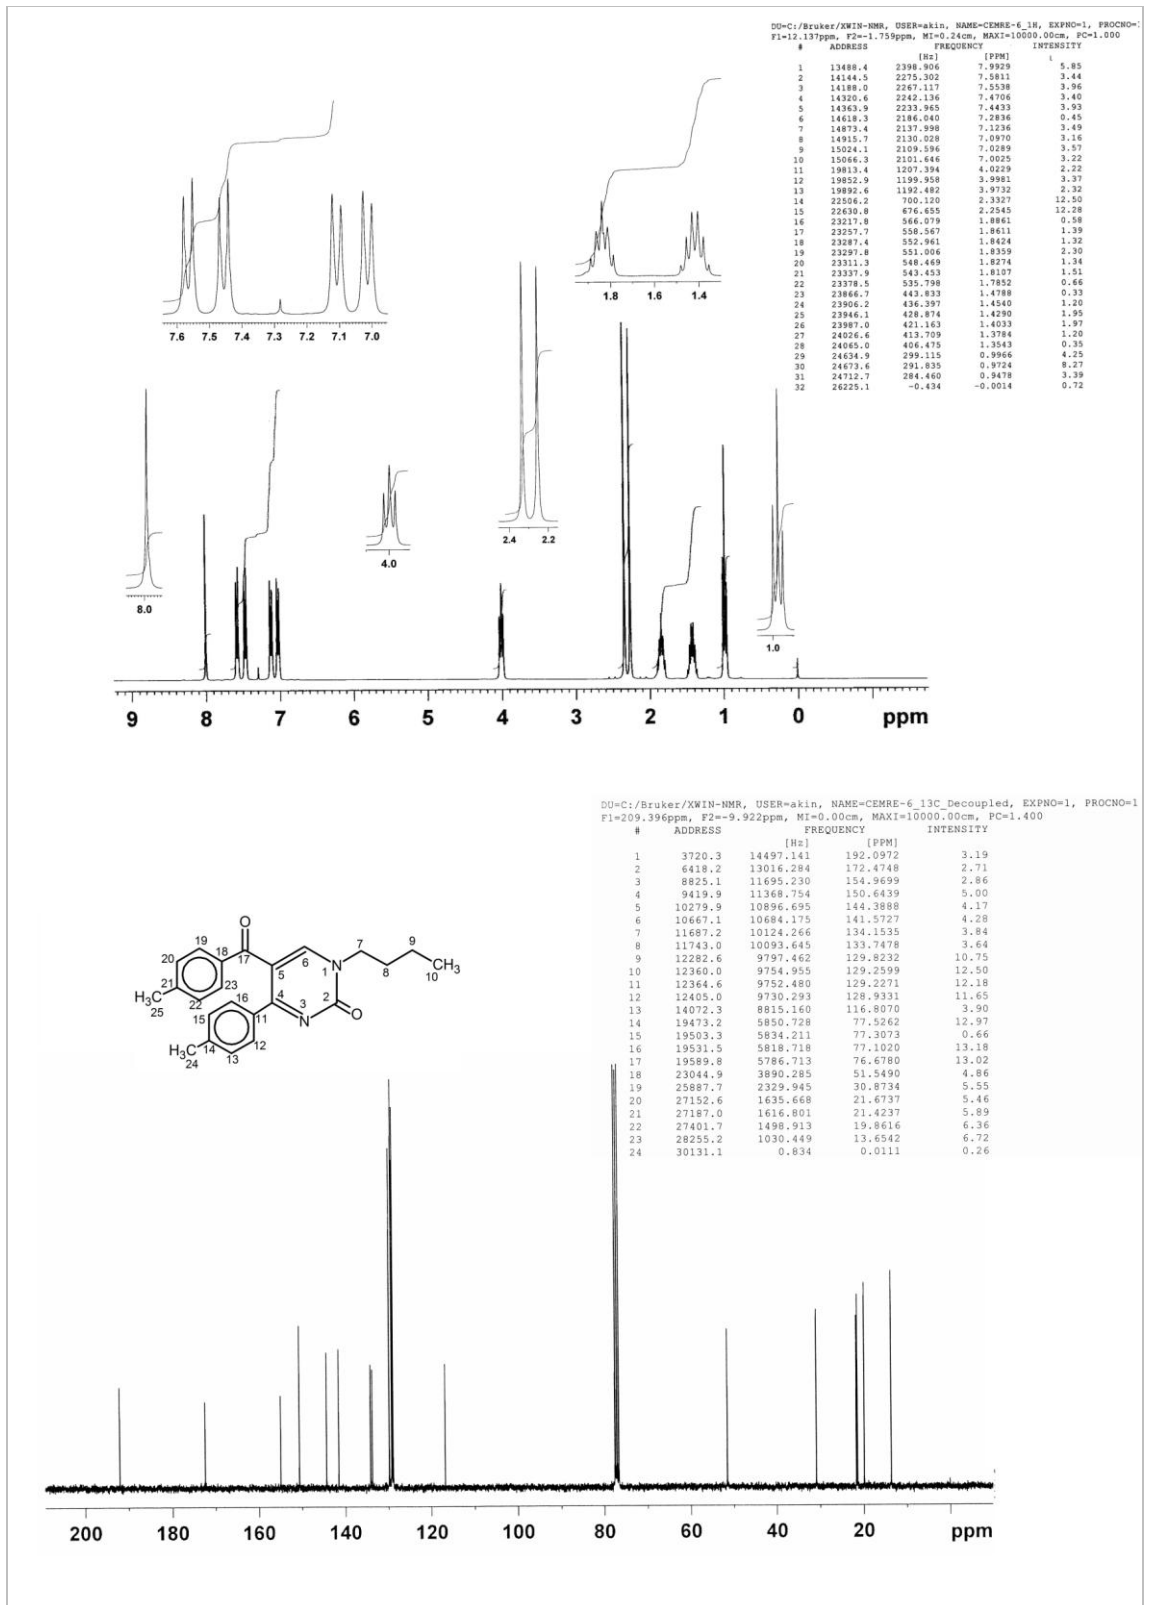 DU=C:/Bruker/XWIN-NMR, USER=akin, NAME=CEMRE-6_1H, EXPNO=1, PROCNO=
F1=12.137ppm, F2=-1.759ppm, MI=0.24cm, MAXI=10000.00cm, PC=1.000
# ADDRESS FREQUENCY INTENSITY
[Hz] [PPM]
1 13488.4 2398.906 7.9929 5.85
2 14144.5 2275.302 7.5811 3.44
3 14188.0 2267.117 7.5538 3.96
4 14320.6 2242.136 7.4706 3.40
5 14363.9 2233.965 7.4433 3.93
6 14618.3 2186.040 7.2836 0.45
7 14873.4 2137.998 7.1236 3.49
8 14915.7 2130.028 7.0970 3.16
9 15024.1 2109.596 7.0289 3.57
10 15066.3 2101.646 7.0025 3.22
11 19813.4 1207.394 4.0229 2.22
12 19852.9 1199.958 3.9981 3.37
13 19892.6 1192.482 3.9732 2.32
14 22506.2 700.120 2.3327 12.50
15 22630.8 676.655 2.2545 12.28
16 23217.8 566.079 1.8861 0.58
17 23257.7 558.567 1.8611 1.39
18 23287.4 552.961 1.8424 1.32
19 23297.8 551.006 1.8359 2.30
20 23311.3 548.469 1.8274 1.34
21 23337.9 543.453 1.8107 1.51
22 23378.5 535.798 1.7852 0.66
23 23866.7 443.833 1.4788 0.33
24 23906.2 436.397 1.4540 1.20
25 23946.1 428.874 1.4290 1.95
26 23987.0 421.163 1.4033 1.97
27 24026.6 413.709 1.3784 1.20
28 24065.0 406.475 1.3543 0.35
29 24634.9 299.115 0.9966 4.25
30 24673.6 291.835 0.9724 8.27
31 24712.7 284.460 0.9478 3.39
32 26225.1 -0.434 -0.0014 0.72
7.6 7.5 7.4 7.3 7.2 7.1 7.0
1.8 1.6 1.4
8.0
4.0
2.4 2.2
1.0
9 8 7 6 5 4 3 2 1 0 ppm
DU=C:/Bruker/XWIN-NMR, USER=akin, NAME=CEMRE-6_13C_Decoupled, EXPNO=1, PROCNO=1
F1=209.396ppm, F2=-9.922ppm, MI=0.00cm, MAXI=10000.00cm, PC=1.400
# ADDRESS FREQUENCY INTENSITY
[Hz] [PPM]
1 3720.3 14497.141 192.0972 3.19
2 6418.2 13016.284 172.4748 2.71
3 8825.1 11695.230 154.9699 2.86
4 9419.9 11368.754 150.6439 5.00
5 10279.9 10896.695 144.3888 4.17
6 10667.1 10684.175 141.5727 4.28
7 11687.2 10124.266 134.1535 3.84
8 11743.0 10093.645 133.7478 3.64
9 12282.6 9797.462 129.8232 10.75
10 12360.0 9754.955 129.2599 12.50
11 12364.6 9752.480 129.2271 12.18
12 12405.0 9730.293 128.9331 11.65
13 14072.3 8815.160 116.8070 3.90
14 19473.2 5850.728 77.5262 12.97
15 19503.3 5834.211 77.3073 0.66
16 19531.5 5818.718 77.1020 13.18
17 19589.8 5786.713 76.6780 13.02
18 23044.9 3890.285 51.5490 4.86
19 25887.7 2329.945 30.8734 5.55
20 27152.6 1635.668 21.6737 5.46
21 27187.0 1616.801 21.4237 5.89
22 27401.7 1498.913 19.8616 6.36
23 28255.2 1030.449 13.6542 6.72
24 30131.1 0.834 0.0111 0.26
O
19 7 9
20 18 17 6 CH3
5 1 N 8 10
21 23
H3C 22 16 4 2
25 15 3 O
11 N
14 12
H3C 13
24
200 180 160 140 120 100 80 60 40 20 ppm